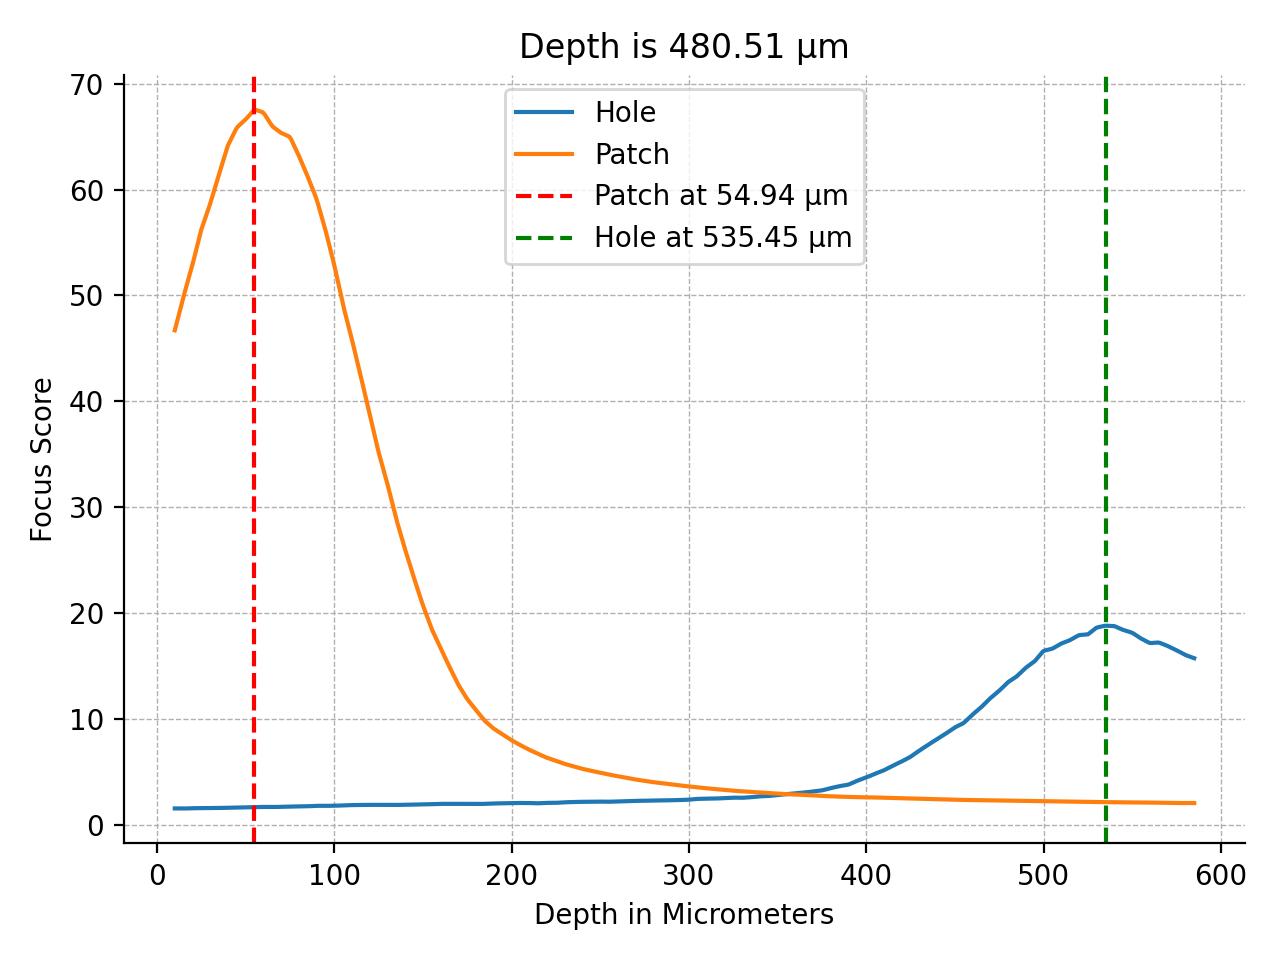 Depth is 480.51 µm
70
60
50
40
30
20
10
0
Focus Score
Hole
Patch
Patch at 54.94 µm
Hole at 535.45 µm
0 100 200 300 400 500 600
Depth in Micrometers